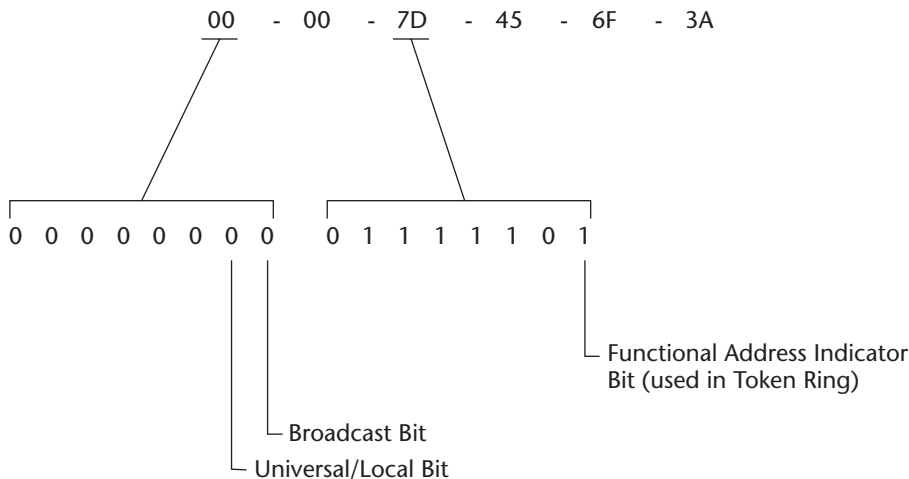 00 - 00 - 7D - 45 - 6F - 3A
0 0 0 0 0 0 0 0 0 1 1 1 1 1 0 1
Functional Address Indicator
Bit (used in Token Ring)
Broadcast Bit
Universal/Local Bit